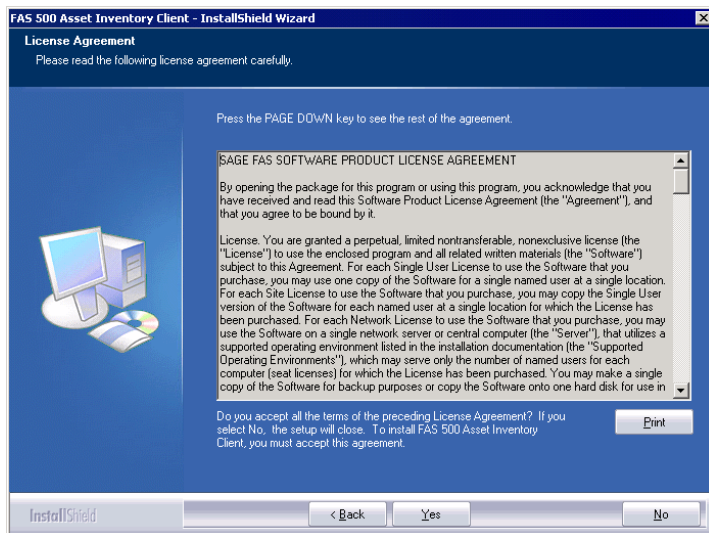 FAS 500 Asset Inventory Client - InstallShield Wizard
License Agreement
Please read the following license agreement carefully.
Press the PAGE DOWN key to see the rest of the agreement.
SAGE FAS SOFTWARE PRODUCT LICENSE AGREEMENT
By opening the package for this program or using this program, you acknowledge that you
have received and read this Software Product License Agreement (the "Agreement"), and
that you agree to be bound by it.
License. You are granted a perpetual, limited nontransferable, nonexclusive license (the
"License") to use the enclosed program and all related written materials (the "Software")
subject to this Agreement. For each Single User License to use the Software that you
purchase, you may use one copy of the Software for a single named user at a single location.
For each Site License to use the Software that you purchase, you may copy the Single User
version of the Software for each named user at a single location for which the License has
been purchased. For each Network License to use the Software that you purchase, you may
use the Software on a single network server or central computer (the "Server"), that utilizes a
supported operating environment listed in the installation documentation (the "Supported
Operating Environments"), which may serve only the number of named users for each
computer (seat licenses) for which the License has been purchased. You may make a single
copy of the Software for backup purposes or copy the Software onto one hard disk for use in
Do you accept all the terms of the preceding License Agreement? If you
select No, the setup will close. To install FAS 500 Asset Inventory
Client, you must accept this agreement.
Print
InstallShield
< Back
Yes
No